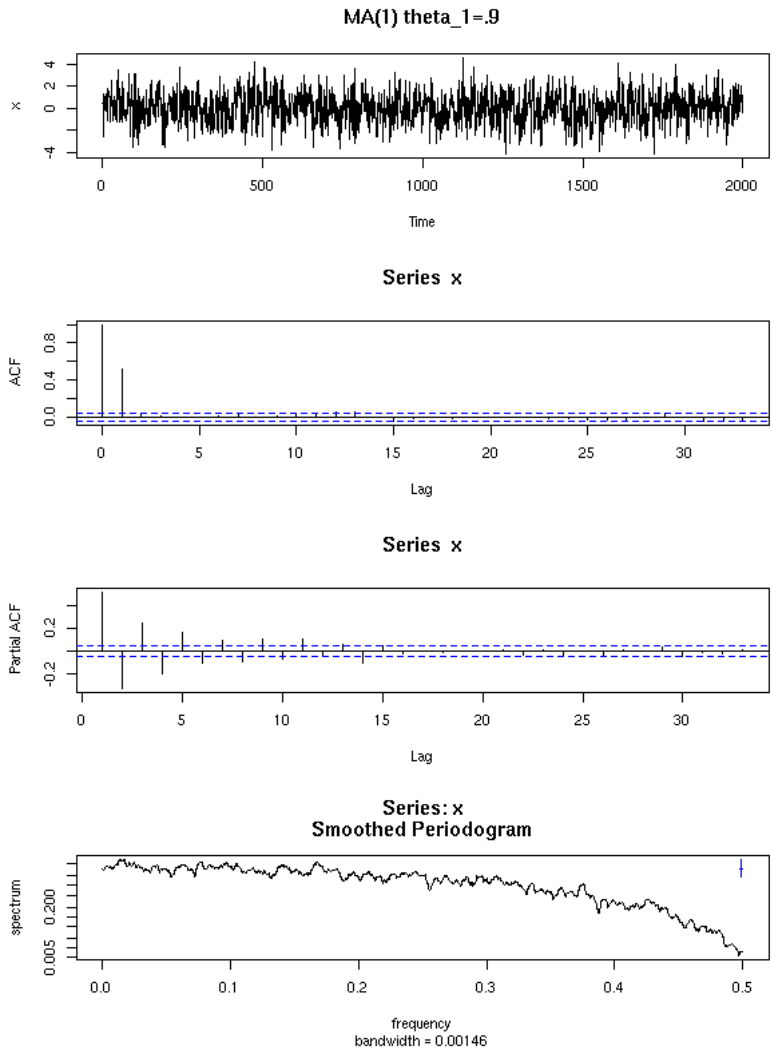 MA(1) theta_1=.9
x
4
2
0
-4
0 500 1000 1500 2000
Time
Series x
ACF
0.8
0.4
0.0
0 5 10 15 20 25 30
Lag
Series x
Partial ACF
0.2
-0.2
0 5 10 15 20 25 30
Lag
Series: x
Smoothed Periodogram
spectrum
0.200
0.005
0.0 0.1 0.2 0.3 0.4 0.5
frequency
bandwidth = 0.00146